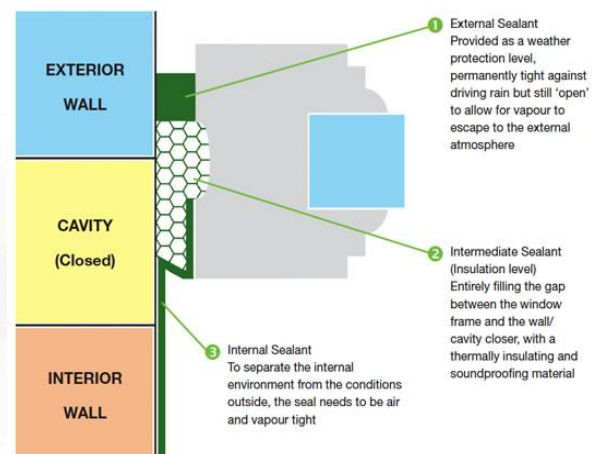 EXTERIOR
WALL
CAVITY
(Closed)
INTERIOR
WALL
1 External Sealant
Provided as a weather
protection level,
permanently tight against
driving rain but still ‘open’
to allow for vapour to
escape to the external
atmosphere
2 Intermediate Sealant
(Insulation level)
Entirely filling the gap
between the window
frame and the wall/
cavity closer, with a
thermally insulating and
soundproofing material
3 Internal Sealant
To separate the internal
environment from the conditions
outside, the seal needs to be air
and vapour tight